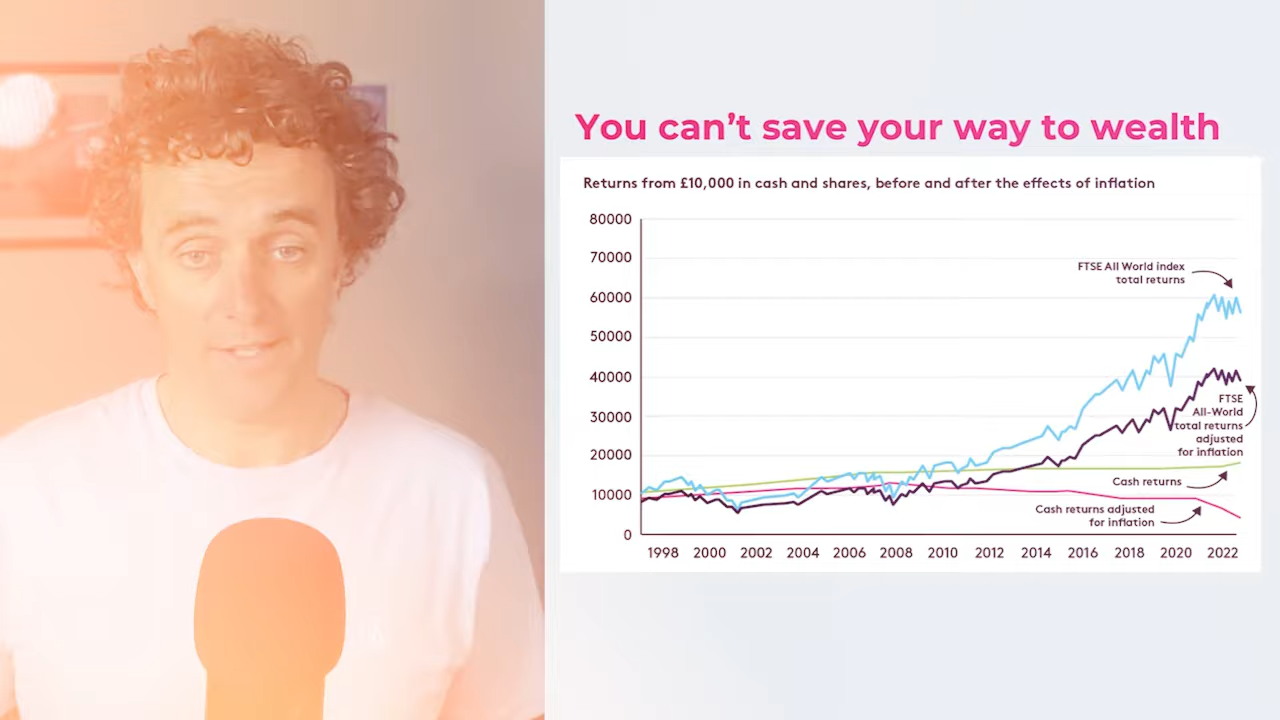 You can’t save your way to wealth
Returns from £10,000 in cash and shares, before and after the effects of inflation
80000
70000
60000
50000
40000
30000
20000
10000
0
FTSE All World index
total returns
FTSE
All-World
total returns
adjusted
for inflation
Cash returns
Cash returns adjusted
for inflation
1998 2000 2002 2004 2006 2008 2010 2012 2014 2016 2018 2020 2022